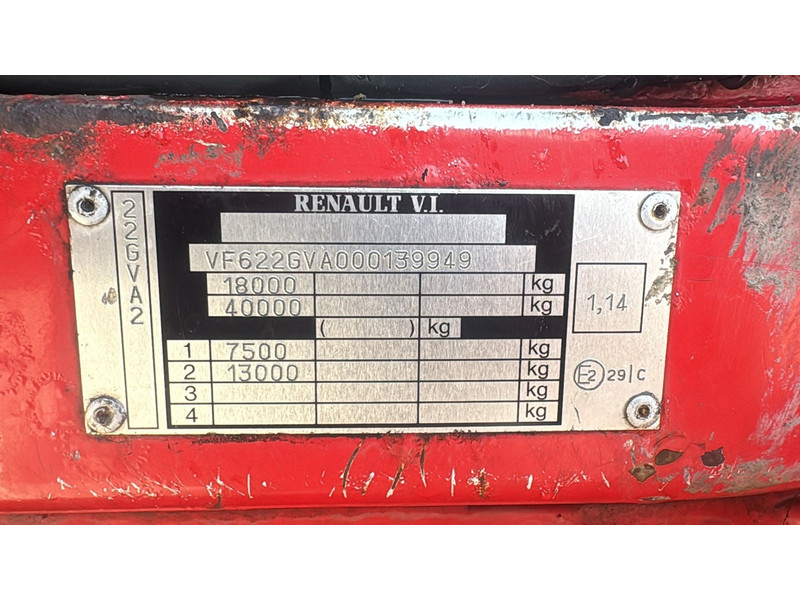 22GVA2
RENAULT V.I.
VF622GVA000139949
18000 kg
40000 kg
( ) kg
1 7500 kg
2 13000 kg
3 kg
4 kg
1,14
E2 29|C